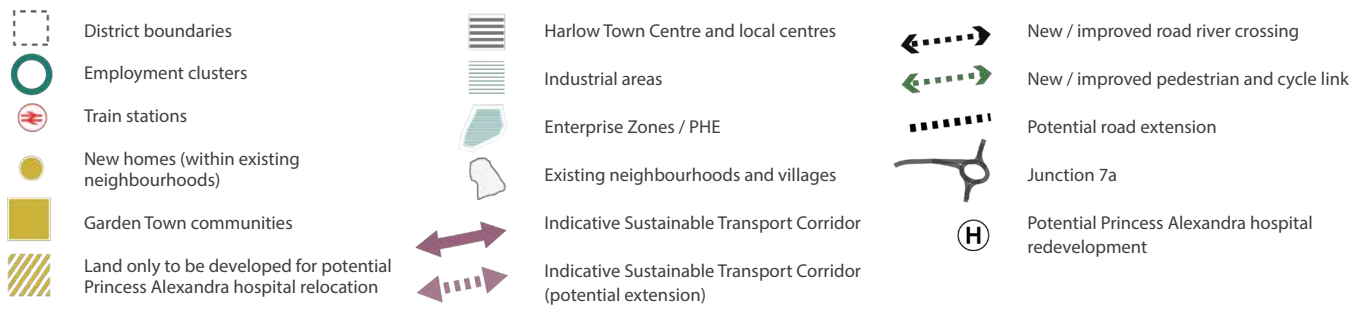 District boundaries
Employment clusters
Train stations
New homes (within existing
neighbourhoods)
Garden Town communities
Land only to be developed for potential
Princess Alexandra hospital relocation
Harlow Town Centre and local centres
Industrial areas
Enterprise Zones / PHE
Existing neighbourhoods and villages
Indicative Sustainable Transport Corridor
Indicative Sustainable Transport Corridor
(potential extension)
New / improved road river crossing
New / improved pedestrian and cycle link
Potential road extension
Junction 7a
H
Potential Princess Alexandra hospital
redevelopment